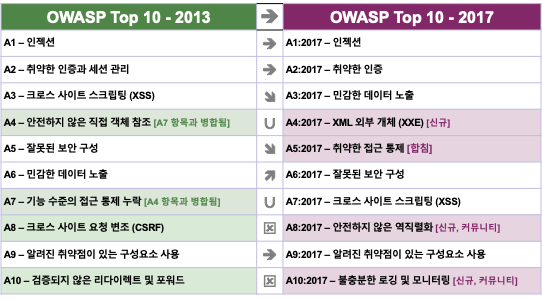 OWASP Top 10 - 2013 → OWASP Top 10 - 2017
A1 – 인젝션 → A1:2017 – 인젝션
A2 – 취약한 인증과 세션 관리 → A2:2017 – 취약한 인증
A3 – 크로스 사이트 스크립팅 (XSS) ↘ A3:2017 – 민감한 데이터 노출
A4 – 안전하지 않은 직접 객체 참조 [A7 항목과 병합됨] U A4:2017 – XML 외부 개체 (XXE) [신규]
A5 – 잘못된 보안 구성 ↘ A5:2017 – 취약한 접근 통제 [합침]
A6 – 민감한 데이터 노출 ↗ A6:2017 – 잘못된 보안 구성
A7 – 기능 수준의 접근 통제 누락 [A4 항목과 병합됨] U A7:2017 – 크로스 사이트 스크립팅 (XSS)
A8 – 크로스 사이트 요청 변조 (CSRF) ☒ A8:2017 – 안전하지 않은 역직렬화 [신규, 커뮤니티]
A9 – 알려진 취약점이 있는 구성요소 사용 → A9:2017 – 알려진 취약점이 있는 구성요소 사용
A10 – 검증되지 않은 리다이렉트 및 포워드 ☒ A10:2017 – 불충분한 로깅 및 모니터링 [신규, 커뮤니티]